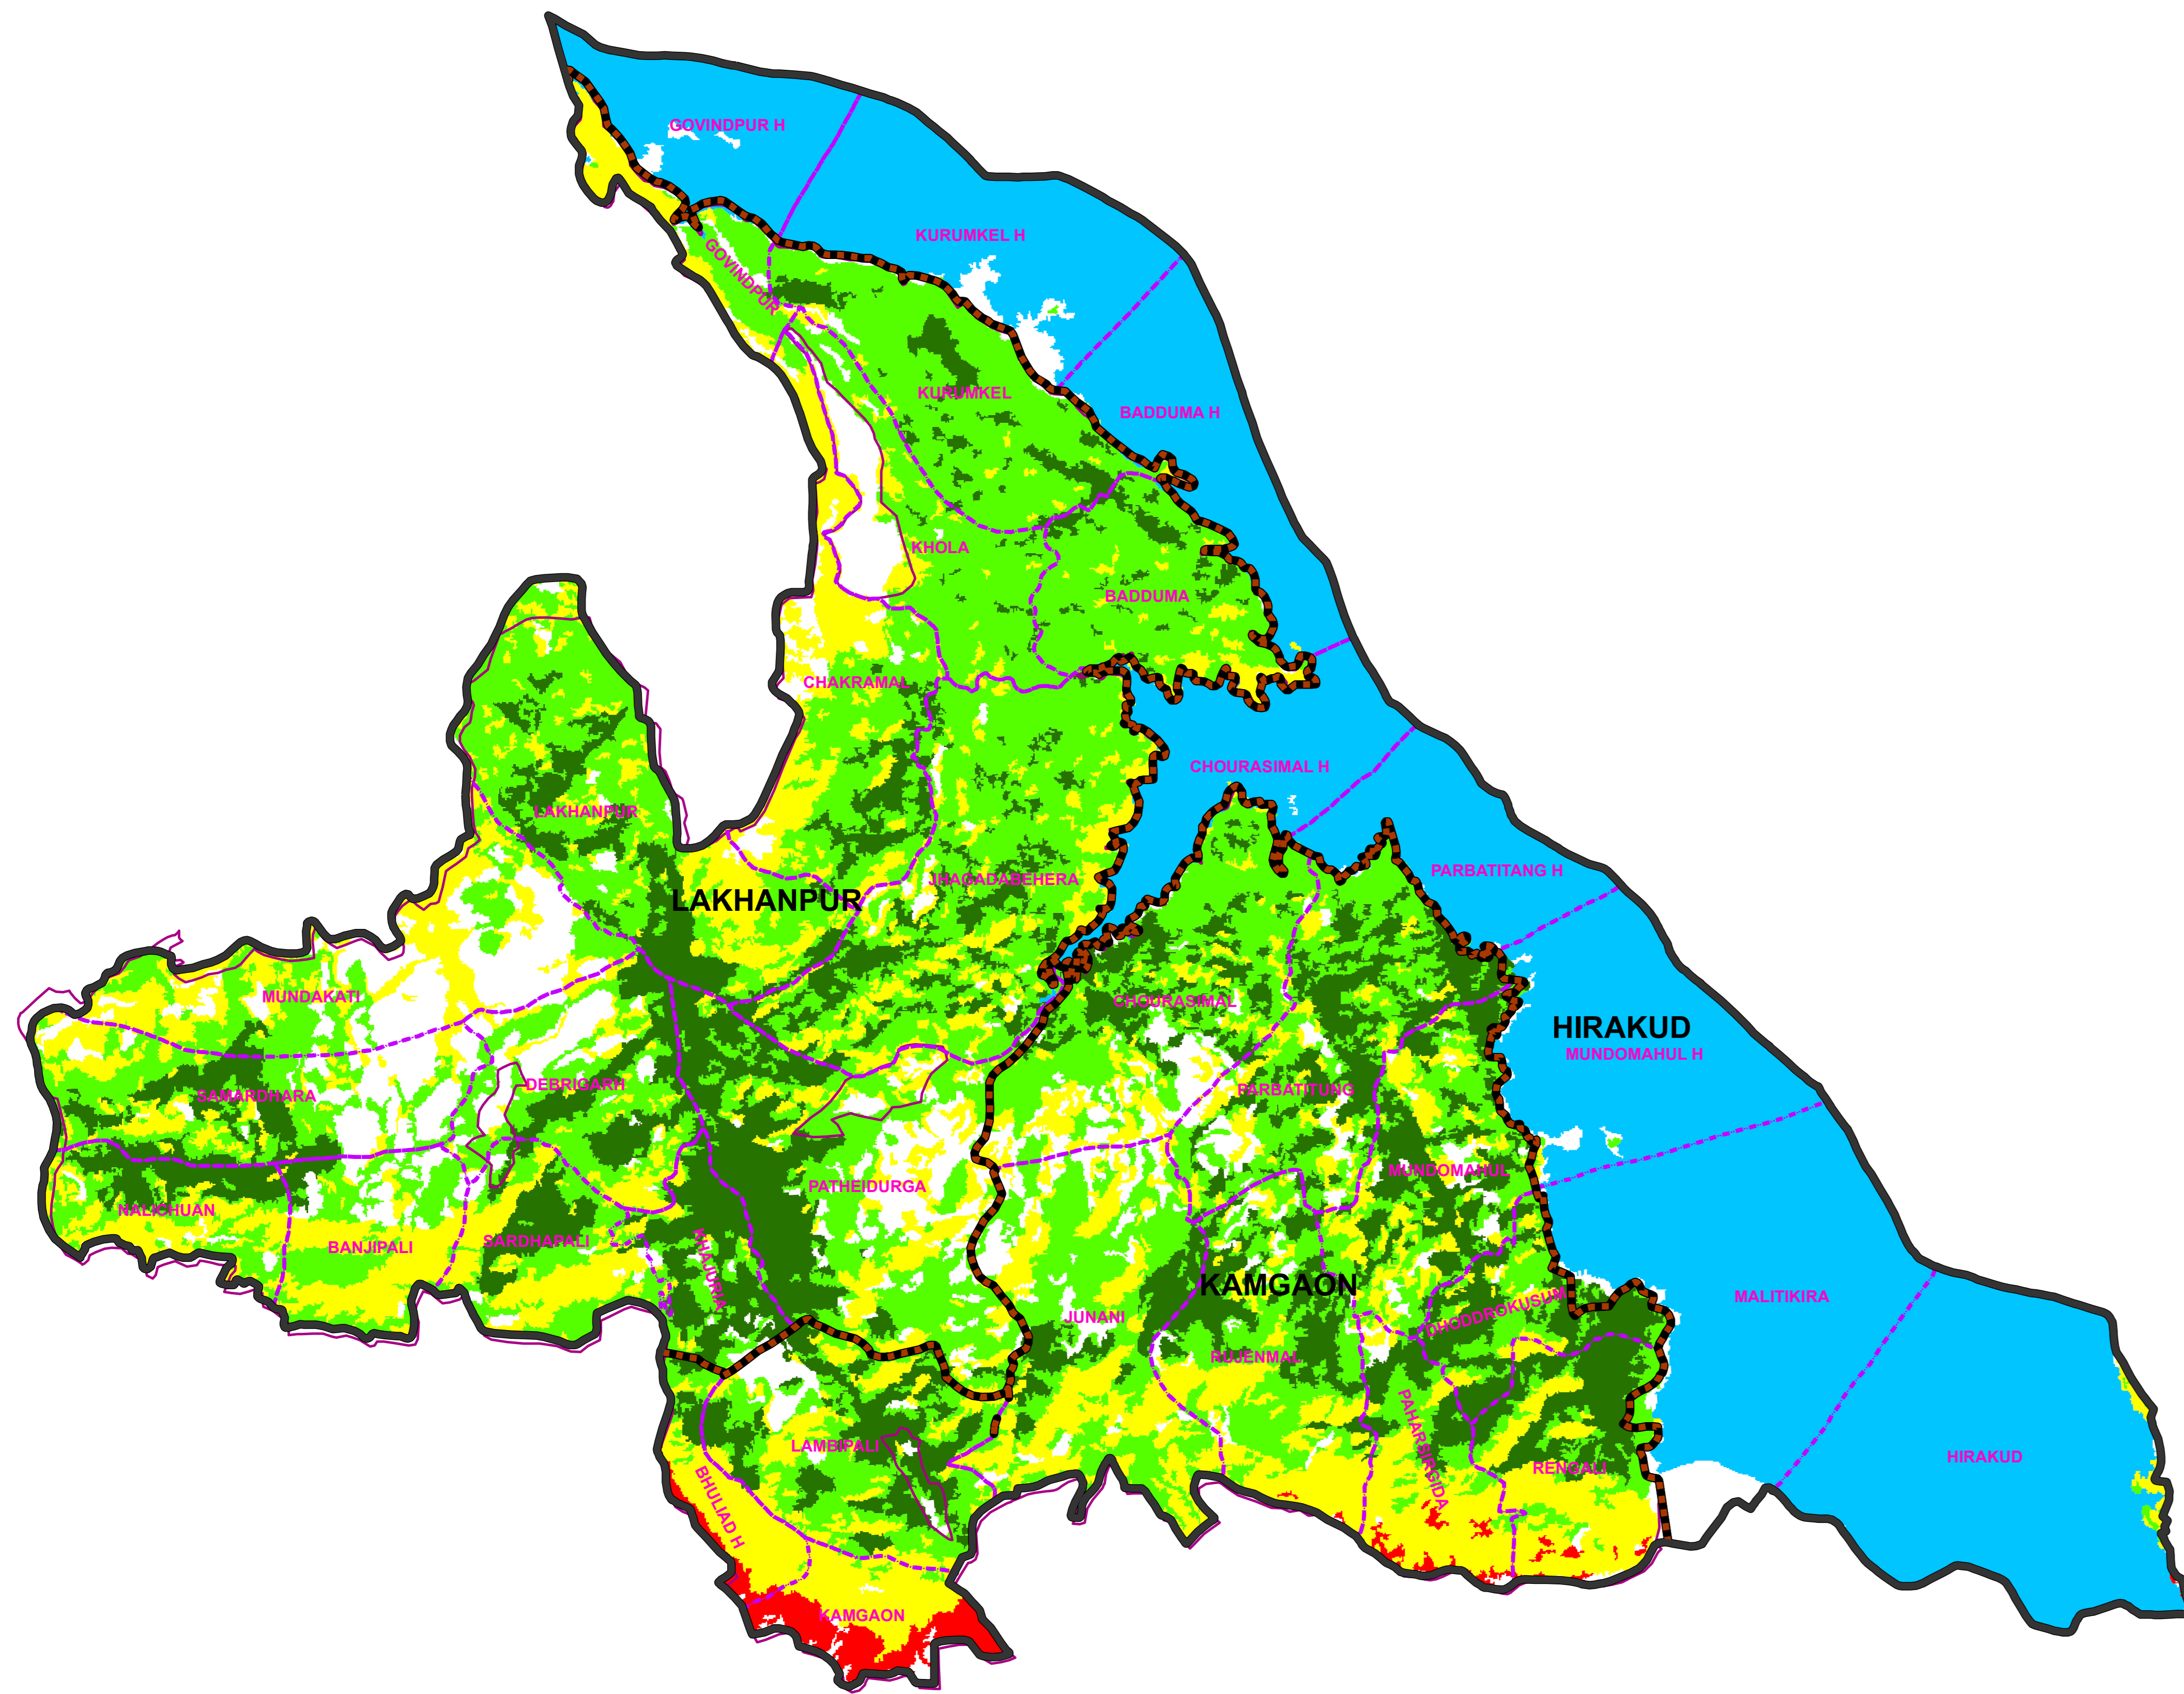 GOVINDPUR H
KURUMKEL H
GOVINDPUR
KURUMKEL
BADDUMA H
KHOLA
BADDUMA
CHAKRAMAL
CHOURASIMAL H
LAKHANPUR
PARBATITANG H
JHAGADABEHERA
LAKHANPUR
MUNDAKATI
CHOURASIMAL
HIRAKUD
MUNDOMAHUL H
DEBRIGARH
PARBATITUNG
SAMARDHARA
MUNDOMAHUL
PATHEIDURGA
NALICHUAN
SARDHAPALI
BANJIPALI
KHAJURIA
KAMGAON
MALITIKIRA
DHODDROKUSUM
JUNANI
RUJENMAL
PAHARSIRGIDA
LAMBIPALI
HIRAKUD
RENGALI
BHULIAD H
KAMGAON